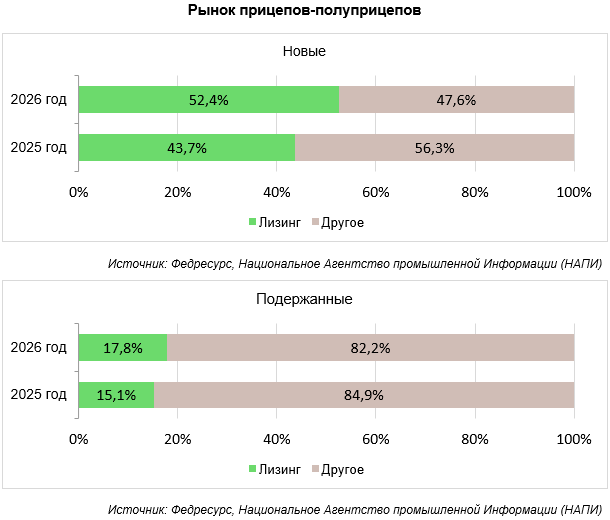 Рынок прицепов-полуприцепов
Новые
2026 год 52,4% 47,6%
2025 год 43,7% 56,3%
0% 20% 40% 60% 80% 100%
Лизинг Другое
Источник: Федресурс, Национальное Агентство промышленной Информации (НАПИ)
Подержанные
2026 год 17,8% 82,2%
2025 год 15,1% 84,9%
0% 20% 40% 60% 80% 100%
Лизинг Другое
Источник: Федресурс, Национальное Агентство промышленной Информации (НАПИ)